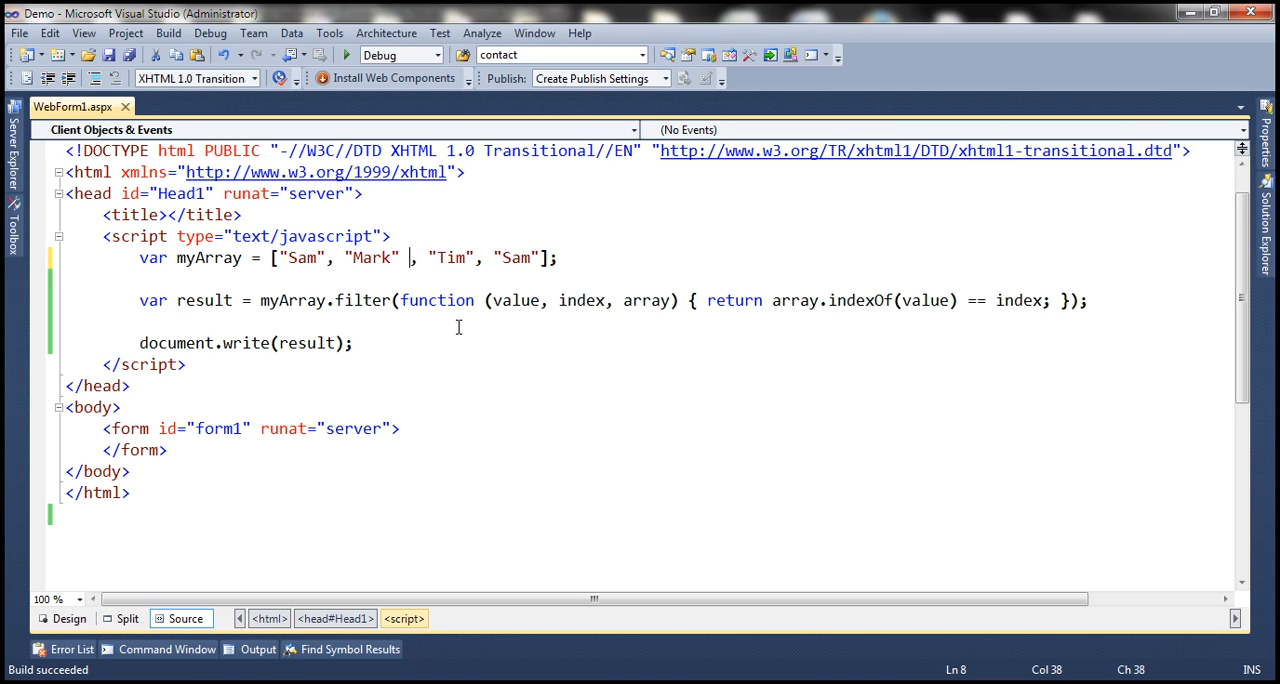 Demo - Microsoft Visual Studio (Administrator)
File Edit View Project Build Debug Team Data Tools Architecture Test Analyze Window Help
Debug contact
XHTML 1.0 Transition Install Web Components Publish: Create Publish Settings
WebForm1.aspx
Client Objects & Events (No Events)
<!DOCTYPE html PUBLIC "-//W3C//DTD XHTML 1.0 Transitional//EN" "http://www.w3.org/TR/xhtml1/DTD/xhtml1-transitional.dtd">
<html xmlns="http://www.w3.org/1999/xhtml">
<head id="Head1" runat="server">
<title></title>
<script type="text/javascript">
var myArray = ["Sam", "Mark" , "Tim", "Sam"];
var result = myArray.filter(function (value, index, array) { return array.indexOf(value) == index; });
document.write(result);
</script>
</head>
<body>
<form id="form1" runat="server">
</form>
</body>
</html>
Server Explorer
Toolbox
Properties
Solution Explorer
100 %
Design Split Source <html> <head#Head1> <script>
Error List Command Window Output Find Symbol Results
Build succeeded Ln 8 Col 38 Ch 38 INS